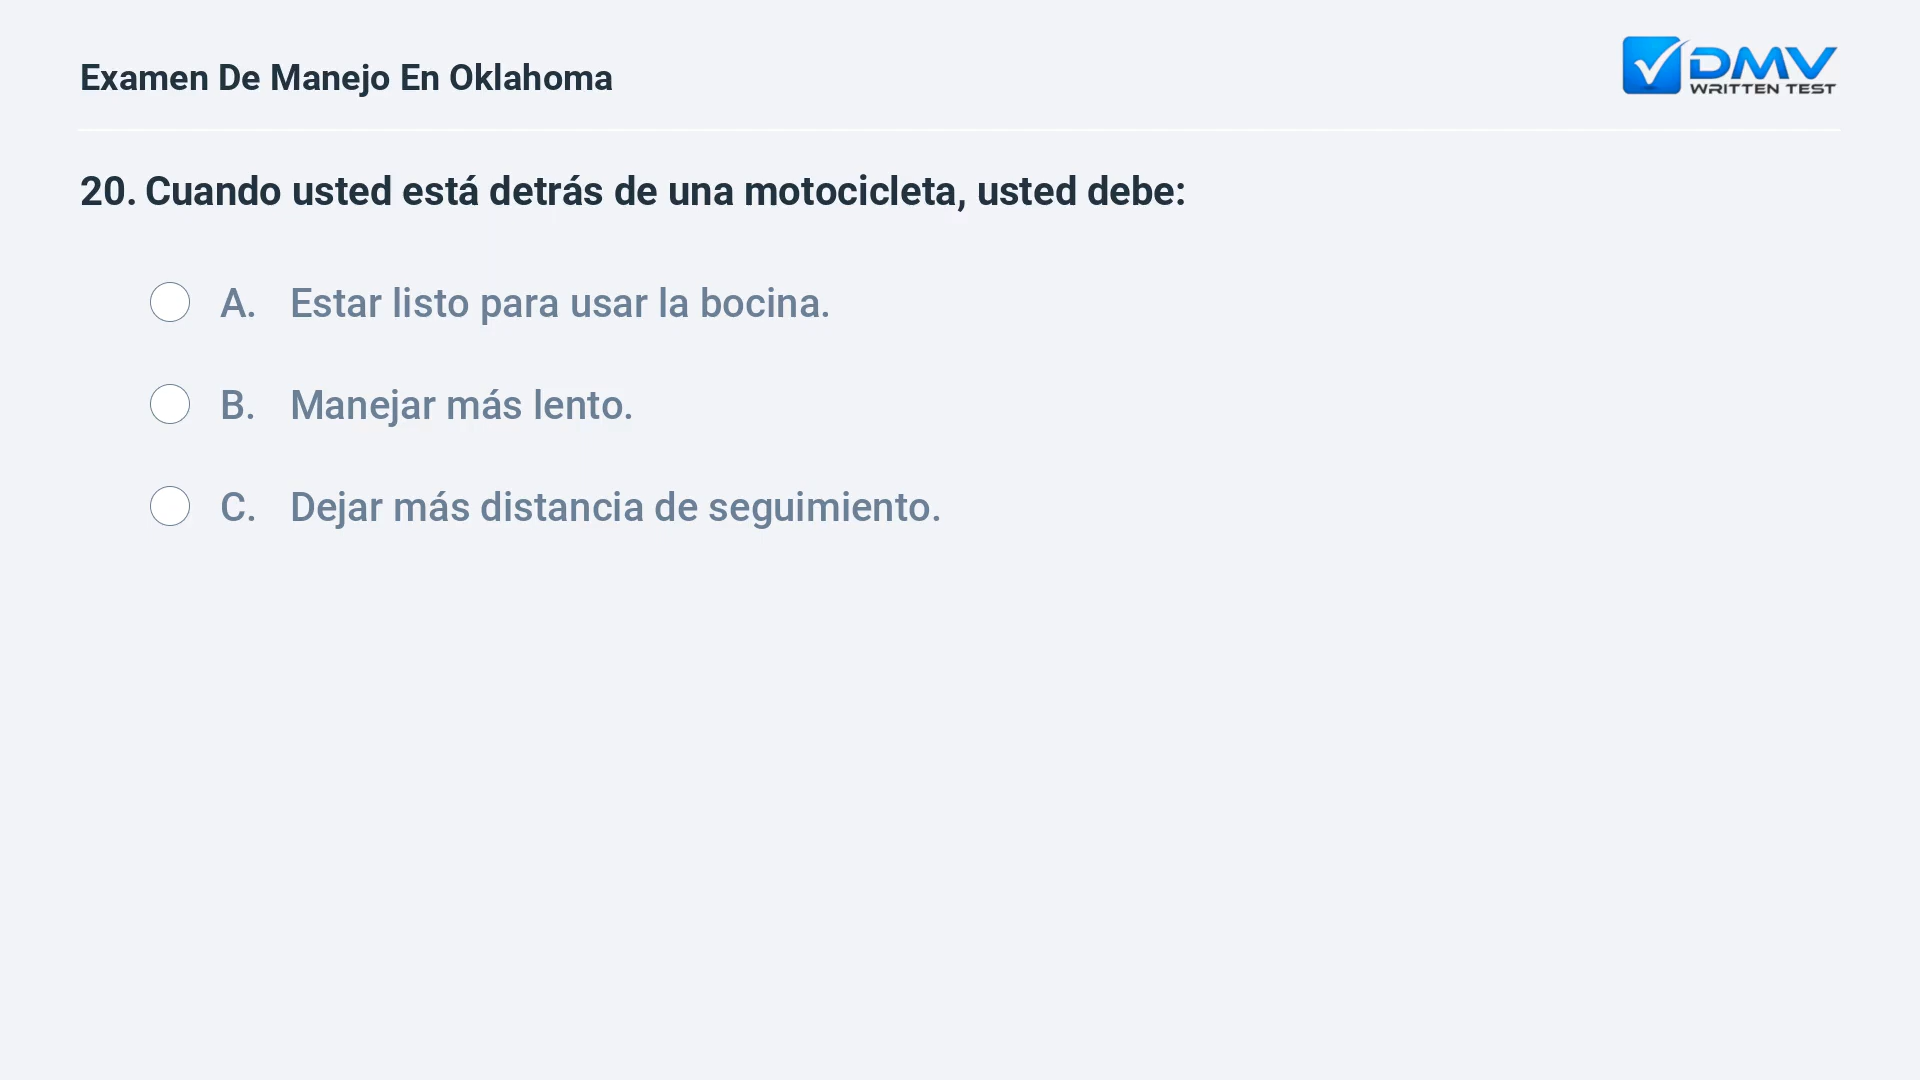 Examen De Manejo En Oklahoma
DMV
WRITTEN TEST
20. Cuando usted está detrás de una motocicleta, usted debe:
A. Estar listo para usar la bocina.
B. Manejar más lento.
C. Dejar más distancia de seguimiento.